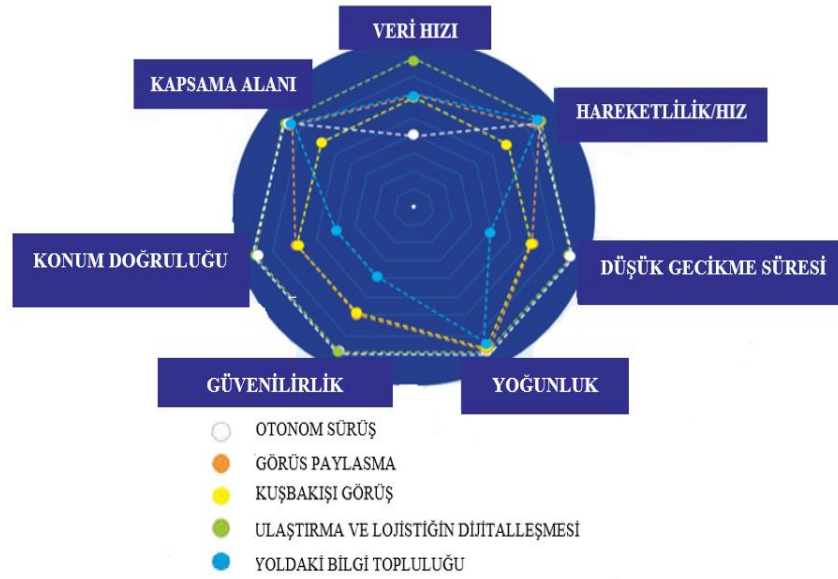 VERİ HIZI
KAPSAMA ALANI
HAREKETLİLİK/HIZ
KONUM DOĞRULUĞU
DÜŞÜK GECİKME SÜRESİ
GÜVENİLİRLİK
YOĞUNLUK
OTONOM SÜRÜŞ
GÖRÜS PAYLASMA
KUŞBAKIŞI GÖRÜŞ
ULAŞTIRMA VE LOJİSTİĞİN DİJİTALLEŞMESİ
YOLDAKİ BİLGİ TOPLULUĞU